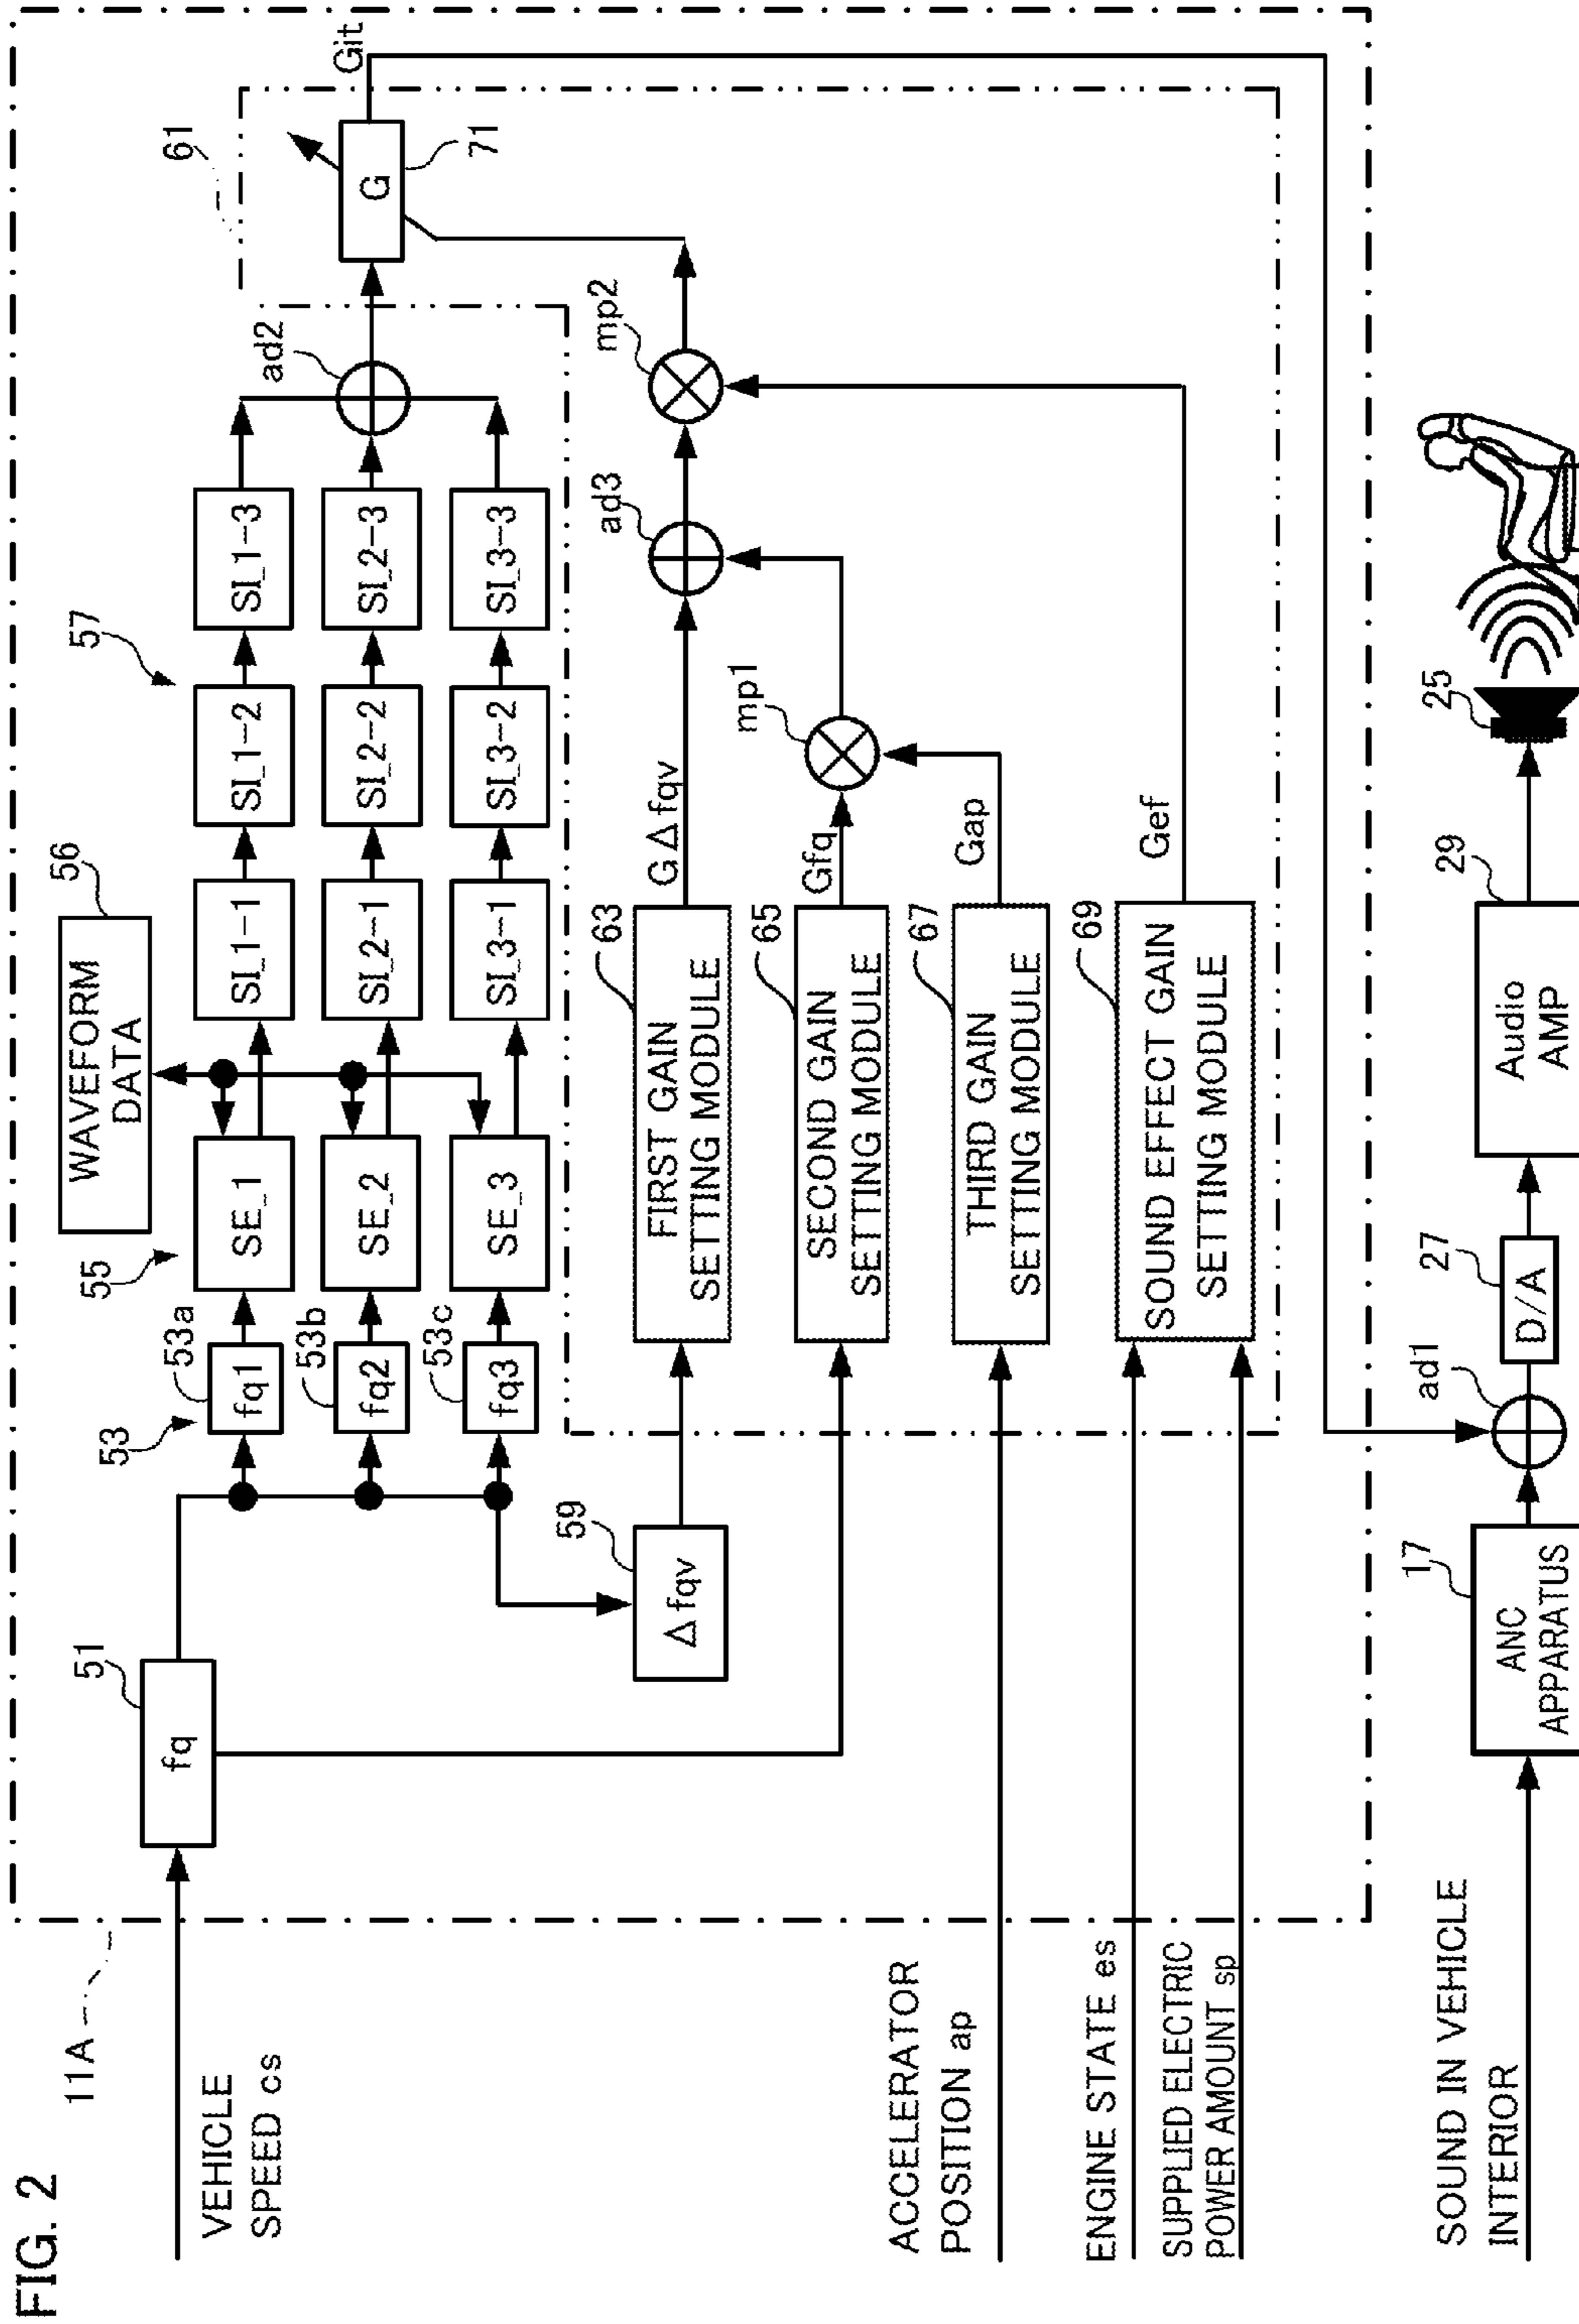 FIG. 2
11A
VEHICLE
SPEED cs
51
fq
53
53a
fq1
53b
fq2
53c
fq3
55
SE_1
SE_2
SE_3
56
WAVEFORM
DATA
57
SI_1-1
SI_1-2
SI_1-3
SI_2-1
SI_2-2
SI_2-3
SI_3-1
SI_3-2
SI_3-3
ad2
61
G
71
Git
59
Δfqv
63
FIRST GAIN
SETTING MODULE
GΔfqv
ad3
mp2
65
SECOND GAIN
SETTING MODULE
Gfq
mp1
ACCELERATOR
POSITION ap
67
THIRD GAIN
SETTING MODULE
Gap
ENGINE STATE es
SUPPLIED ELECTRIC
POWER AMOUNT sp
69
SOUND EFFECT GAIN
SETTING MODULE
Gef
SOUND IN VEHICLE
INTERIOR
17
ANC
APPARATUS
ad1
27
D/A
29
Audio
AMP
25